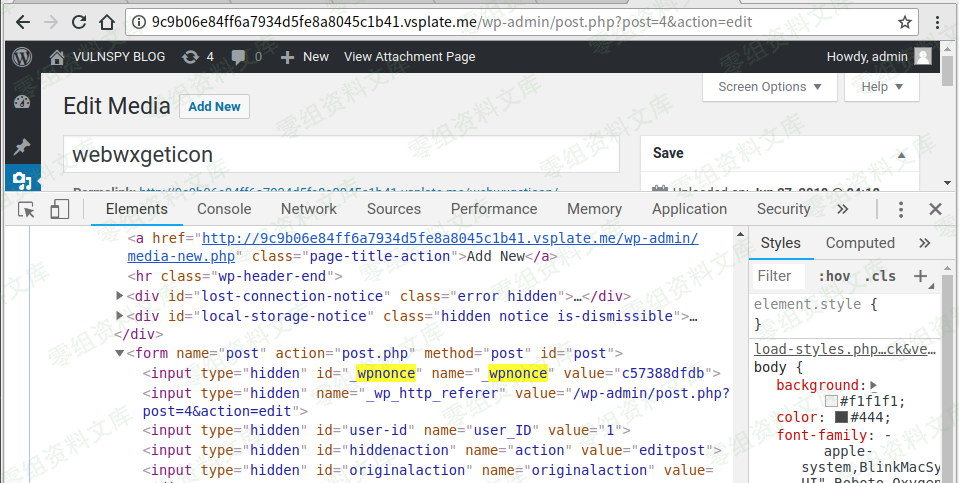 9c9b06e84ff6a7934d5fe8a8045c1b41.vsplate.me/wp-admin/post.php?post=4&action=edit
VULNSPY BLOG 4 0 New View Attachment Page Howdy, admin
Screen Options Help
Edit Media Add New
webwxgeticon
Save
Permalink: http://9c9b06e84ff6a7934d5fe8a8045c1b41.vsplate.me/webwxgeticon/
Uploaded on:
Elements Console Network Sources Performance Memory Application Security »
<a href="http://9c9b06e84ff6a7934d5fe8a8045c1b41.vsplate.me/wp-admin/
media-new.php" class="page-title-action">Add New</a>
<hr class="wp-header-end">
<div id="lost-connection-notice" class="error hidden">…</div>
<div id="local-storage-notice" class="hidden notice is-dismissible">…
</div>
<form name="post" action="post.php" method="post" id="post">
<input type="hidden" id="_wpnonce" name="_wpnonce" value="c57388dfdb">
<input type="hidden" name="_wp_http_referer" value="/wp-admin/post.php?
post=4&action=edit">
<input type="hidden" id="user-id" name="user_ID" value="1">
<input type="hidden" id="hiddenaction" name="action" value="editpost">
<input type="hidden" id="originalaction" name="originalaction" value=
Styles Computed »
Filter :hov .cls +
element.style {
}
load-styles.php…ck&ve…
body {
background:
#f1f1f1;
color: #444;
font-family: -
apple-
system,BlinkMacSy
UI",Roboto,Oxygen
零组资料文库